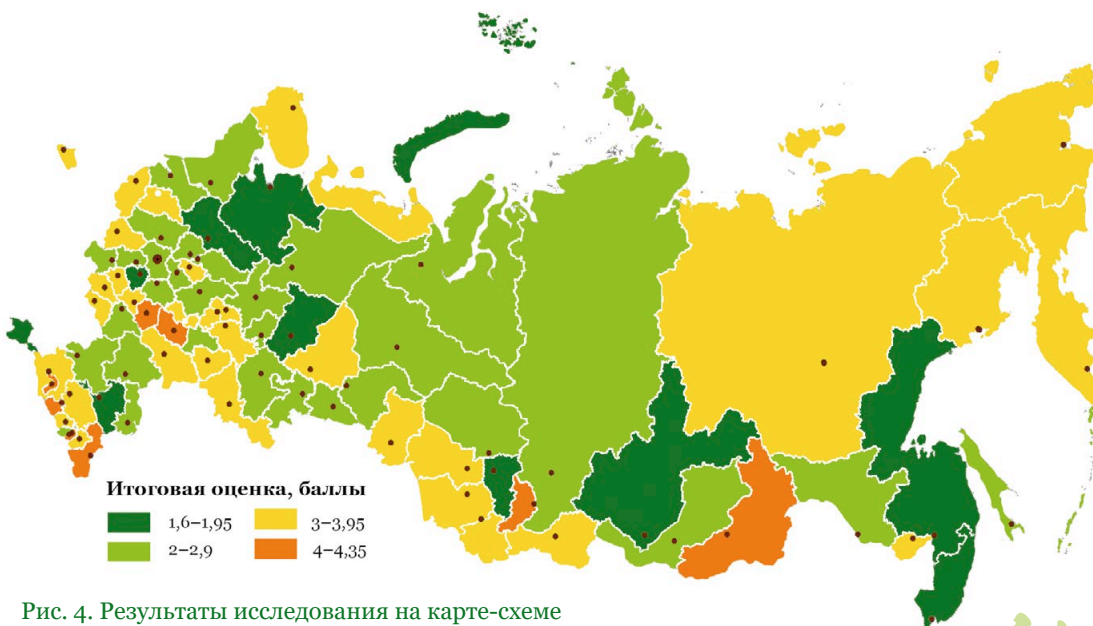 Итоговая оценка, баллы
1,6–1,95
3–3,95
2–2,9
4–4,35
Рис. 4. Результаты исследования на карте-схеме